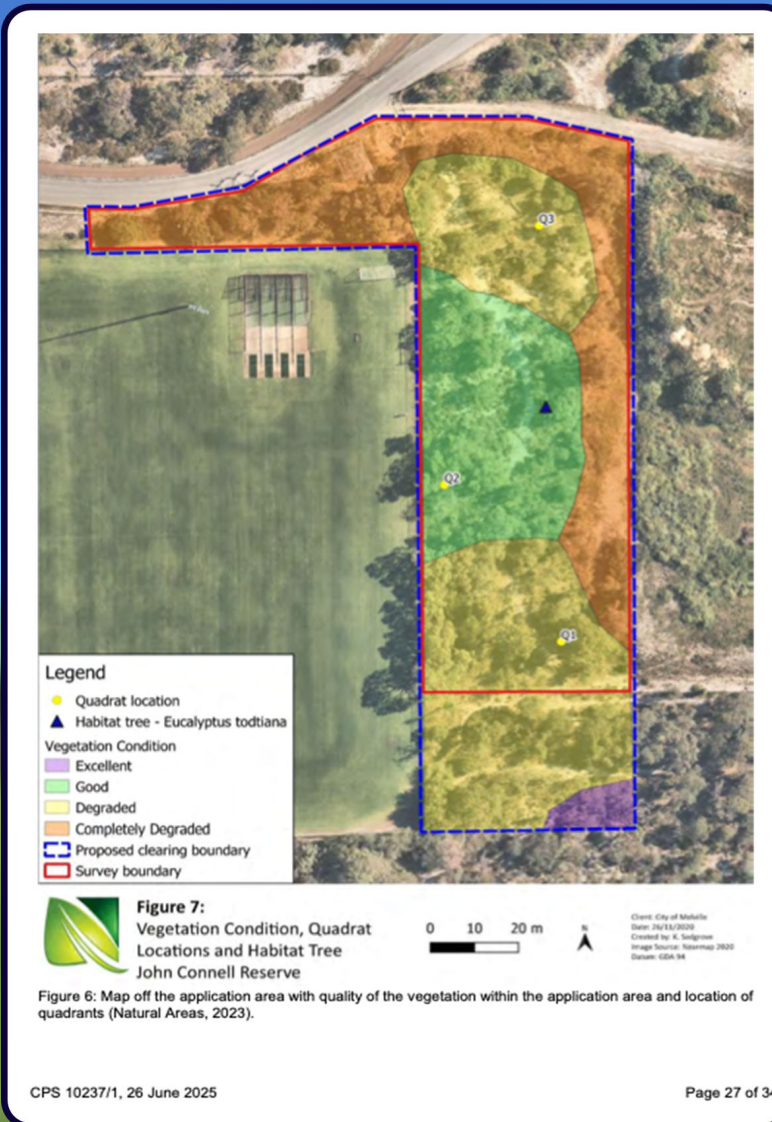 Q3
Q2
Q1
Legend
Quadrat location
Habitat tree - Eucalyptus todtiana
Vegetation Condition
Excellent
Good
Degraded
Completely Degraded
Proposed clearing boundary
Survey boundary
Figure 7:
Vegetation Condition, Quadrat
Locations and Habitat Tree
John Connell Reserve
0 10 20 m
N
Client: City of Melville
Date: 26/11/2020
Created by: K. Sadgrove
Image Source: Nearmap 2020
Datum: GDA 94
Figure 6: Map off the application area with quality of the vegetation within the application area and location of
quadrants (Natural Areas, 2023).
CPS 10237/1, 26 June 2025 Page 27 of 34